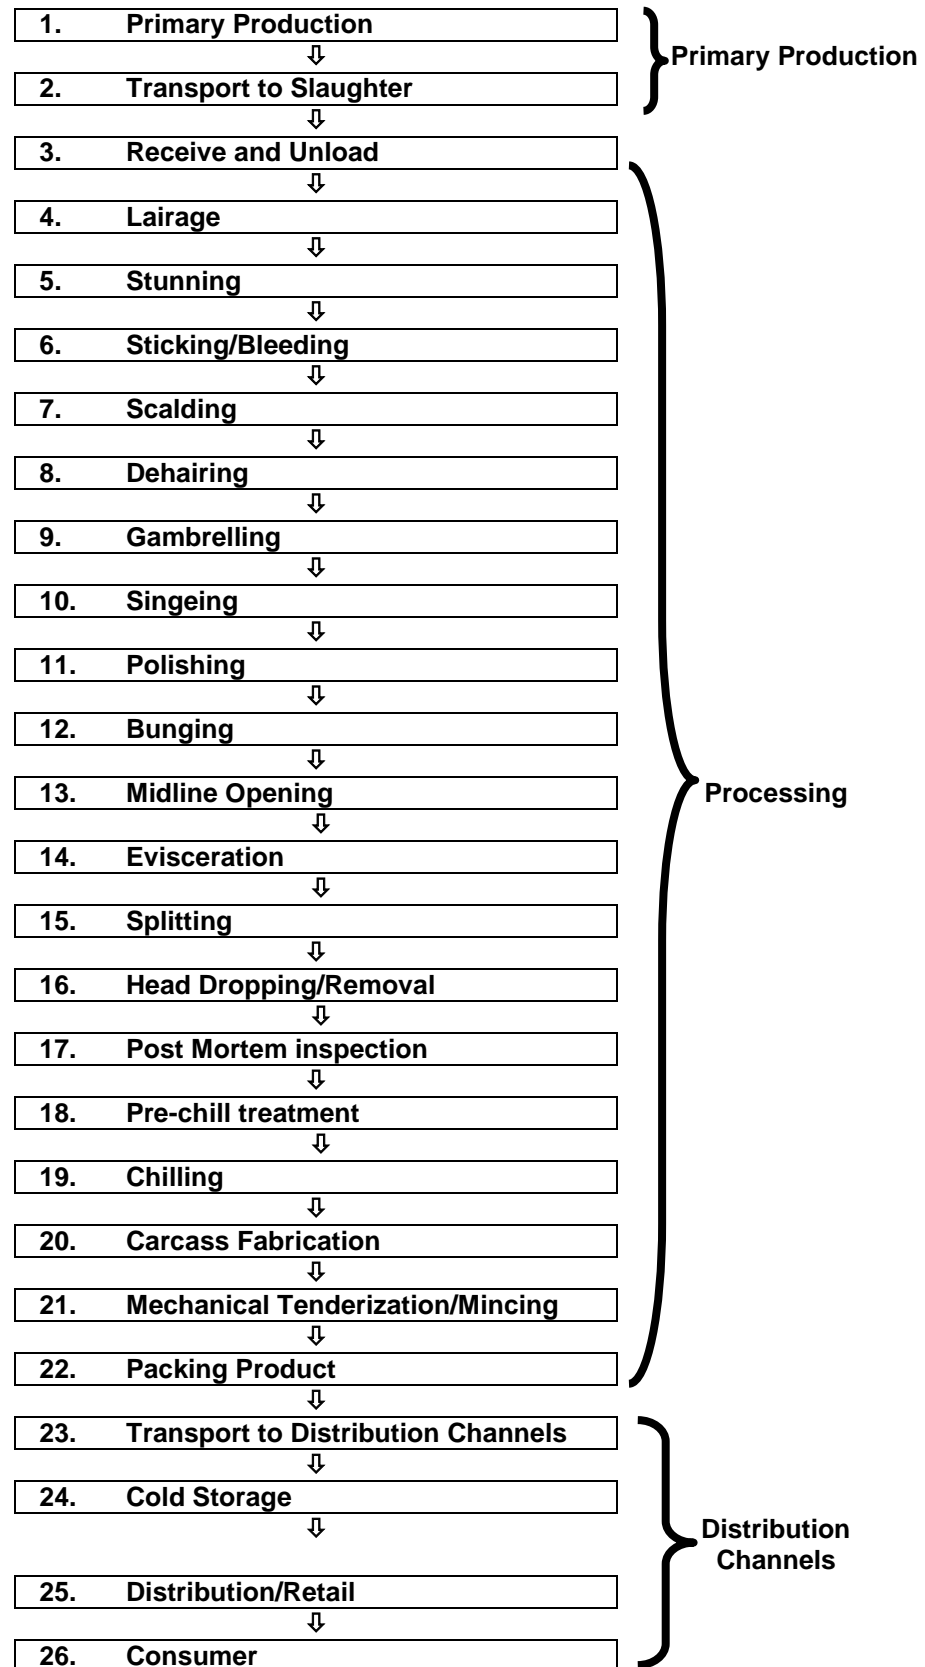 1. Primary Production
Primary Production
2. Transport to Slaughter
3. Receive and Unload
4. Lairage
5. Stunning
6. Sticking/Bleeding
7. Scalding
8. Dehairing
9. Gambrelling
10. Singeing
11. Polishing
12. Bunging
13. Midline Opening
Processing
14. Evisceration
15. Splitting
16. Head Dropping/Removal
17. Post Mortem inspection
18. Pre-chill treatment
19. Chilling
20. Carcass Fabrication
21. Mechanical Tenderization/Mincing
22. Packing Product
23. Transport to Distribution Channels
24. Cold Storage
Distribution
Channels
25. Distribution/Retail
26. Consumer